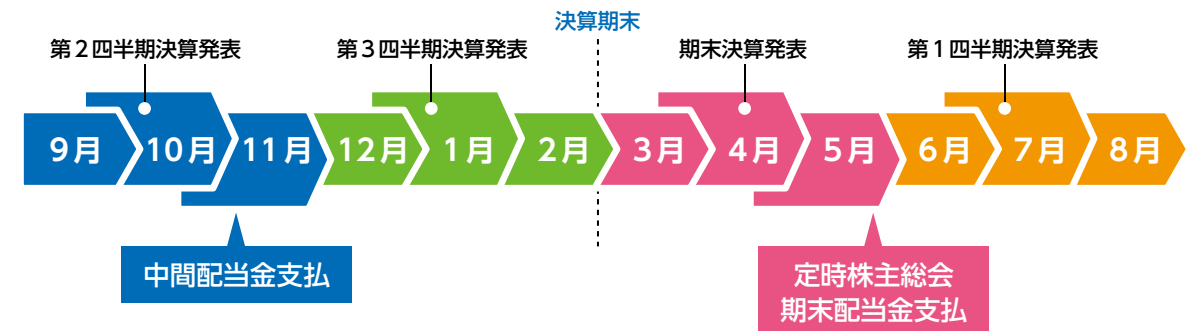 決算期末
第2四半期決算発表
第3四半期決算発表
期末決算発表
第1四半期決算発表
9月
10月
11月
12月
1月
2月
3月
4月
5月
6月
7月
8月
中間配当金支払
定時株主総会
期末配当金支払